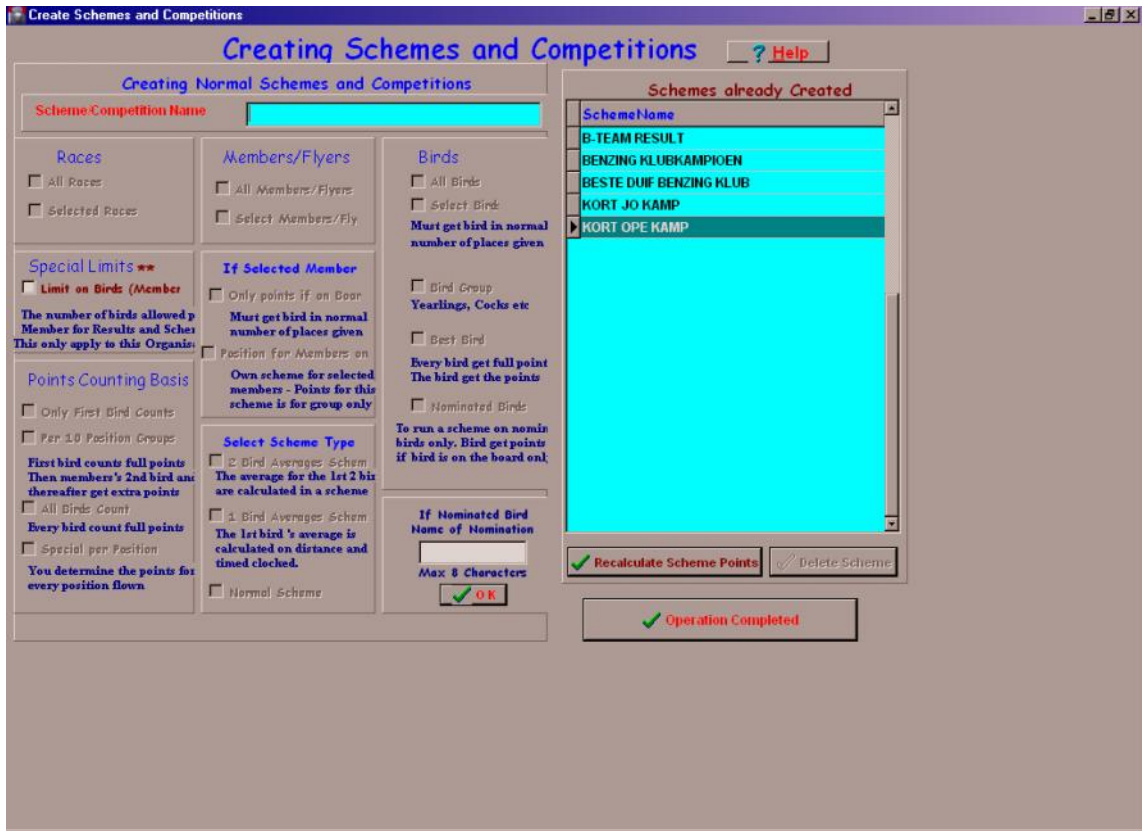 Create Schemes and Competitions
Creating Schemes and Competitions
? Help
Creating Normal Schemes and Competitions
Scheme/Competition Name
Races
All Races
Selected Races
Special Limits **
Limit on Birds (Member
The number of birds allowed p
Member for Results and Scher
This only apply to this Organis
Points Counting Basis
Only First Bird Counts
Per 10 Position Groups
First bird counts full points
Then members's 2nd bird and
thereafter get extra points
All Birds Count
Every bird count full points
Special per Position
You determine the points for
every position flown
Members/Flyers
All Members/Flyers
Select Members/Fly
If Selected Member
Only points if on Boar
Must get bird in normal
number of places given
Position for Members on
Own scheme for selected
members - Points for this
scheme is for group only
Select Scheme Type
2 Bird Averages Schem
The average for the 1st 2 bir
are calculated in a scheme
1 Bird Averages Schem
The 1st bird 's average is
calculated on distance and
timed clocked.
Normal Scheme
Birds
All Birds
Select Bird
Must get bird in normal
number of places given
Bird Group
Yearlings, Cocks etc
Best Bird
Every bird get full point
The bird get the points
Nominated Birds
To run a scheme on nomin
birds only. Bird get points
if bird is on the board onl
If Nominated Bird
Name of Nomination
Max 8 Characters
OK
Schemes already Created
SchemeName
B-TEAM RESULT
BENZING KLUBKAMPIOEN
BESTE DUIF BENZING KLUB
KORT JO KAMP
KORT OPE KAMP
Recalculate Scheme Points
Delete Scheme
Operation Completed